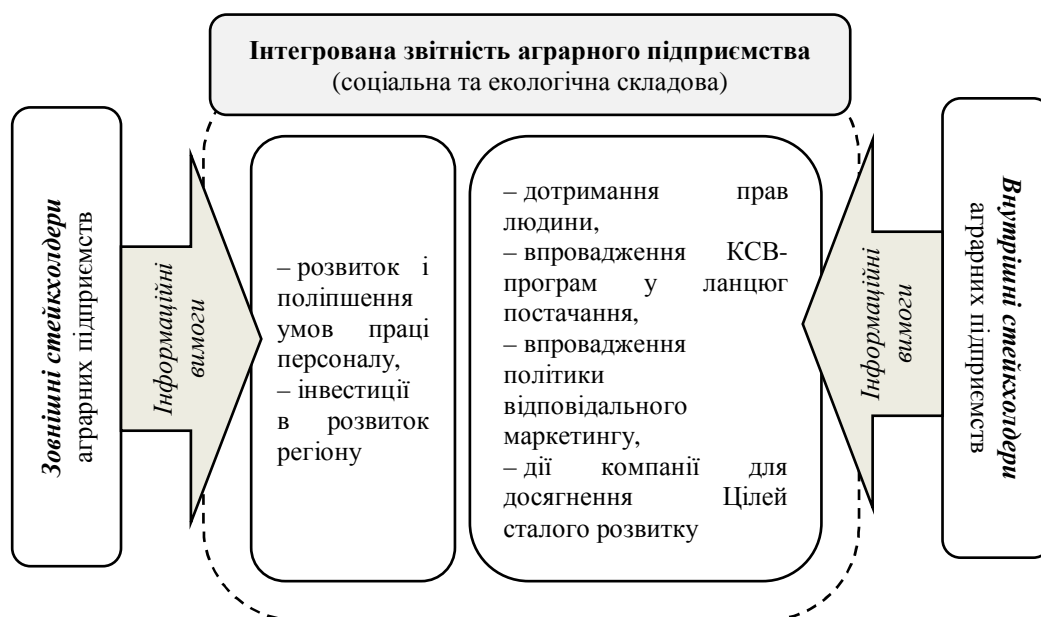 Інтегрована звітність аграрного підприємства
(соціальна та екологічна складова)
Зовнішні стейкхолдери
аграрних підприємств
Інформаційні
вимоги
– розвиток і
поліпшення
умов праці
персоналу,
– інвестиції
в розвиток
регіону
– дотримання прав
людини,
– впровадження КСВ-
програм у ланцюг
постачання,
– впровадження
політики
відповідального
маркетингу,
– дії компанії для
досягнення Цілей
сталого розвитку
Інформаційні
вимоги
Внутрішні стейкхолдери
аграрних підприємств